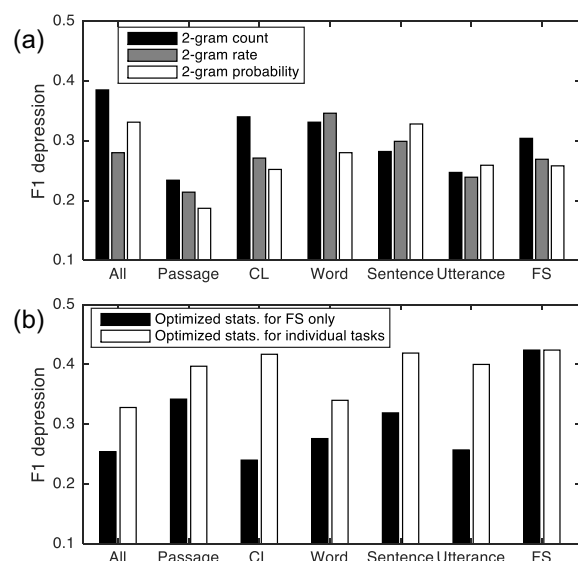 (a)
0.5
2-gram count
2-gram rate
2-gram probability
0.4
0.3
0.2
0.1
F1 depression
All Passage CL Word Sentence Utterance FS
(b)
0.5
Optimized stats. for FS only
Optimized stats. for individual tasks
0.4
0.3
0.2
0.1
F1 depression
All Passage CL Word Sentence Utterance FS